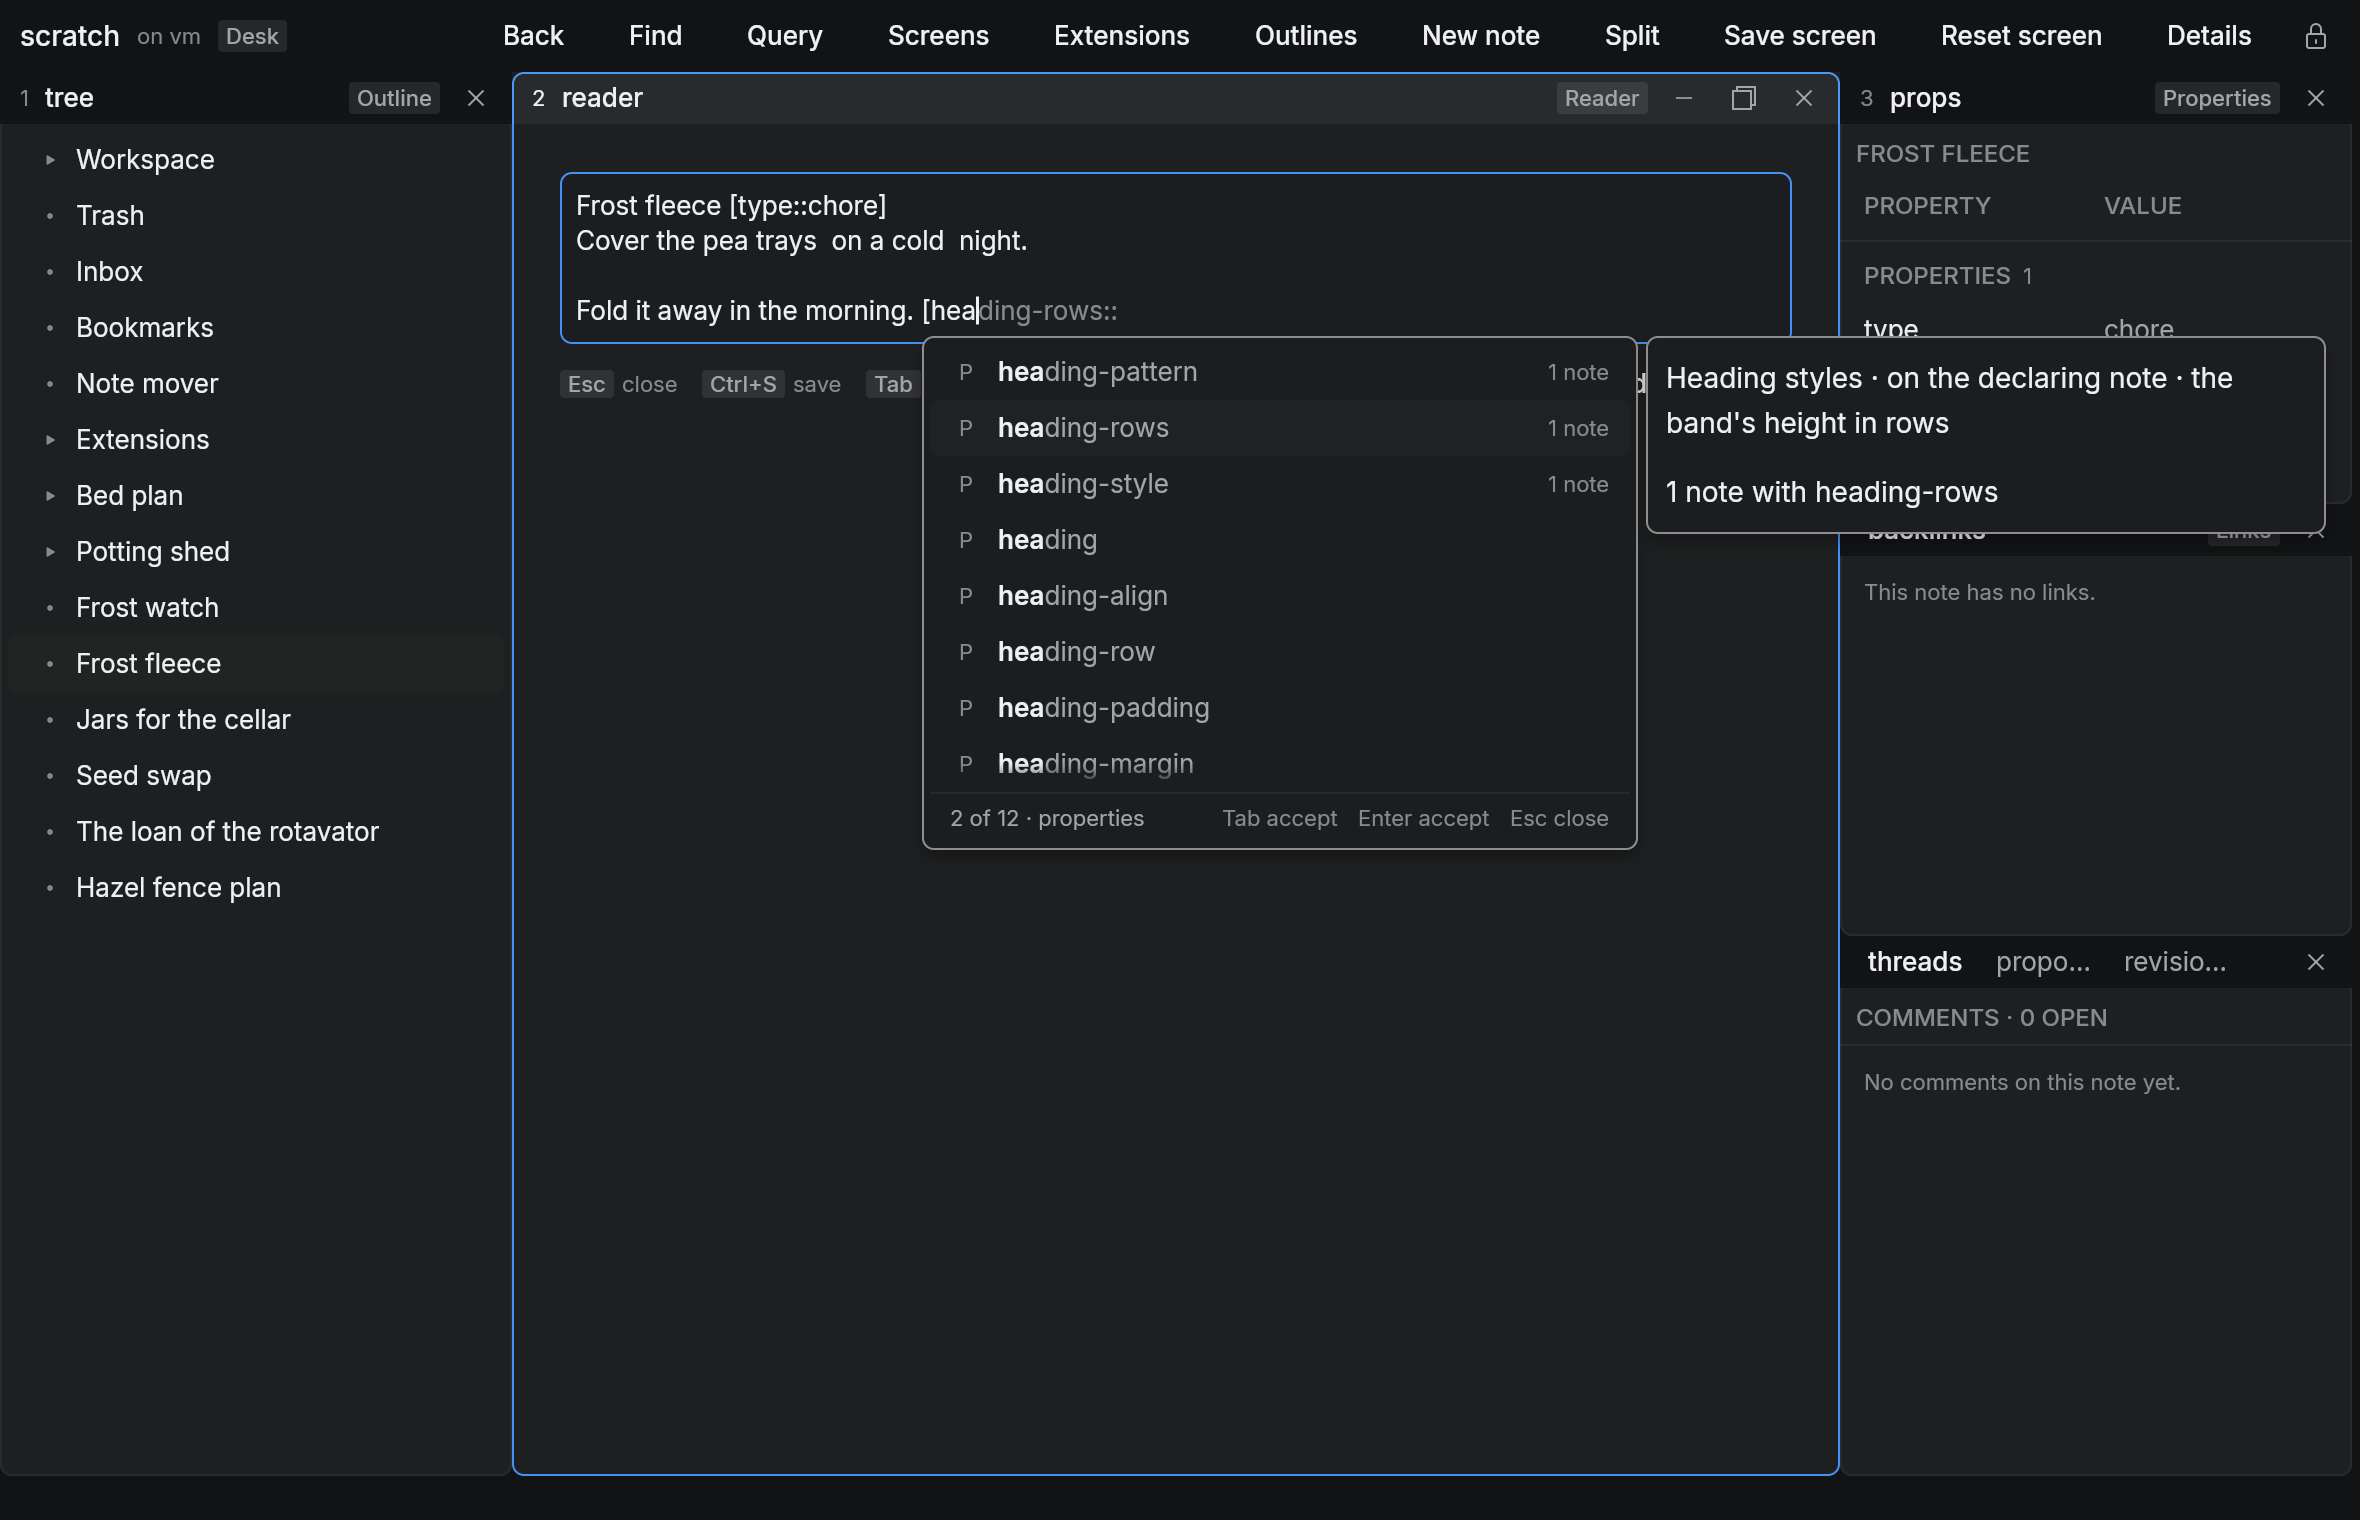 scratch on vm Desk Back Find Query Screens Extensions Outlines New note Split Save screen Reset screen Details
1 tree Outline
Workspace
Trash
Inbox
Bookmarks
Note mover
Extensions
Bed plan
Potting shed
Frost watch
Frost fleece
Jars for the cellar
Seed swap
The loan of the rotavator
Hazel fence plan
2 reader Reader
Frost fleece [type::chore]
Cover the pea trays  on a cold  night.
Fold it away in the morning. [heading-rows::
Esc close Ctrl+S save Tab
P heading-pattern 1 note
P heading-rows 1 note
P heading-style 1 note
P heading
P heading-align
P heading-row
P heading-padding
P heading-margin
2 of 12 · properties Tab accept Enter accept Esc close
Heading styles · on the declaring note · the
band's height in rows
1 note with heading-rows
3 props Properties
FROST FLEECE
PROPERTY VALUE
PROPERTIES 1
type chore
backlinks Links
This note has no links.
threads propo... revisio...
COMMENTS · 0 OPEN
No comments on this note yet.